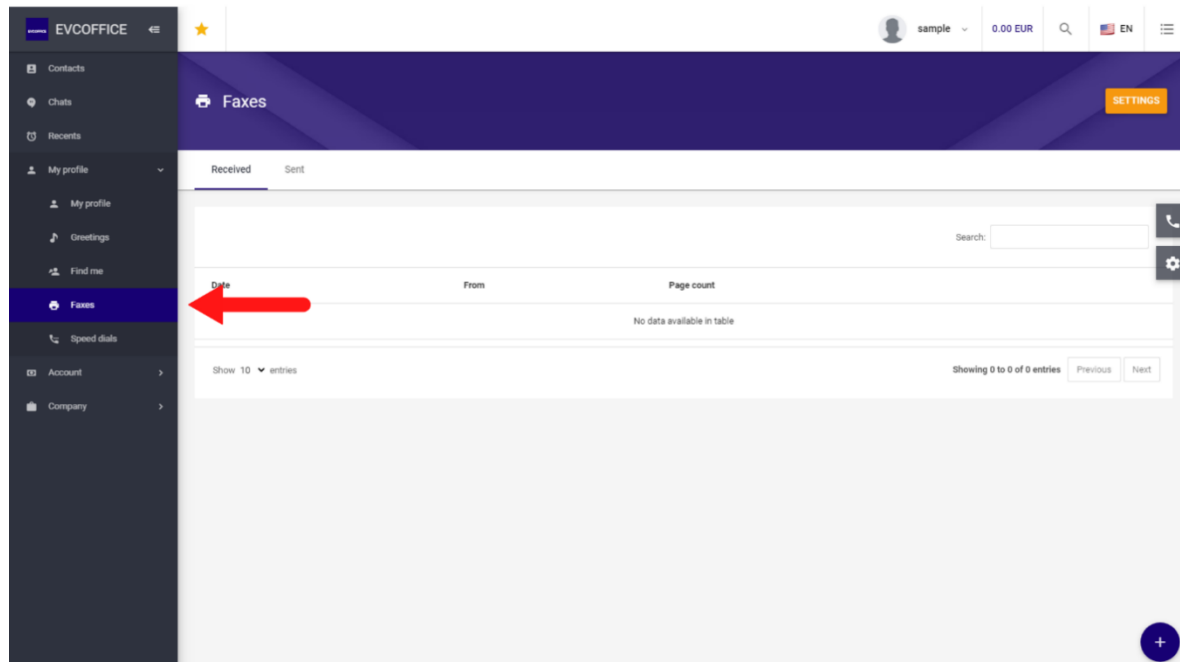 EVCOFFICE
sample
0.00 EUR
EN
Contacts
Chats
Recents
My profile
My profile
Greetings
Find me
Faxes
Speed dials
Account
Company
Faxes
SETTINGS
Received Sent
Search:
Date From Page count
No data available in table
Show 10 entries
Showing 0 to 0 of 0 entries Previous Next